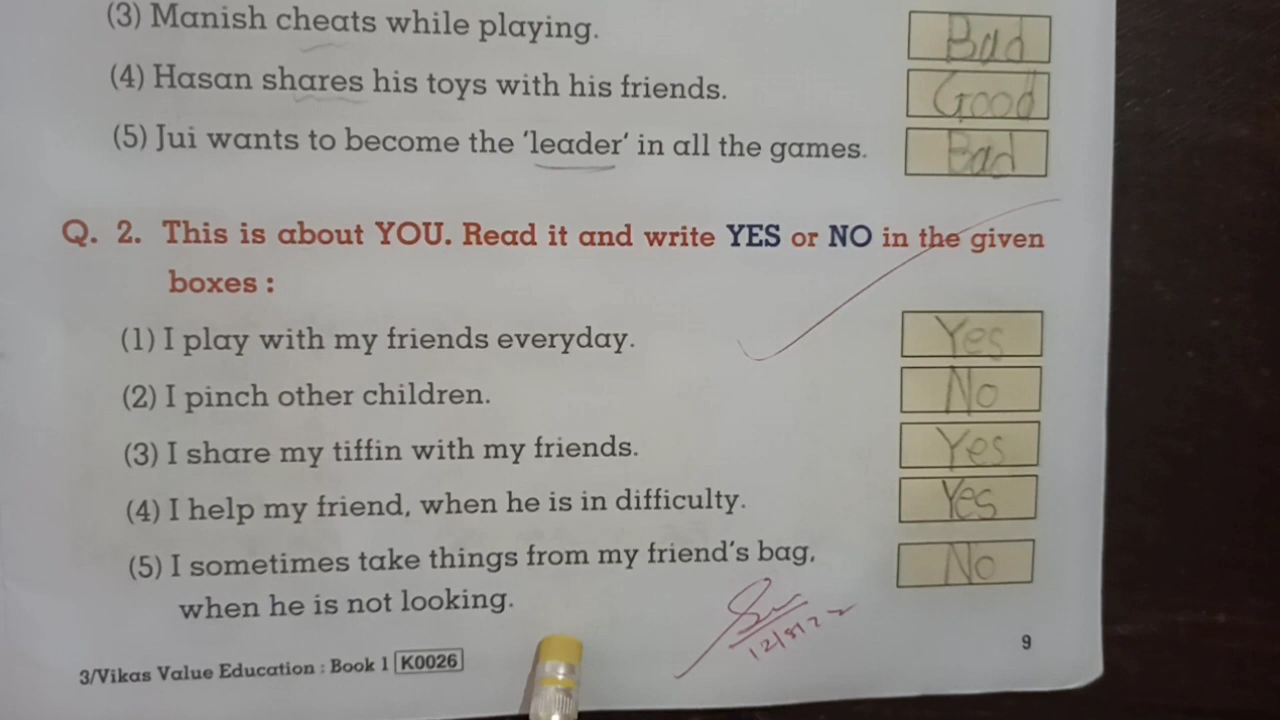 (3) Manish cheats while playing. Bad
(4) Hasan shares his toys with his friends. Good
(5) Jui wants to become the ‘leader’ in all the games. Bad
Q. 2. This is about YOU. Read it and write YES or NO in the given
boxes :
(1) I play with my friends everyday. Yes
(2) I pinch other children. No
(3) I share my tiffin with my friends. Yes
(4) I help my friend, when he is in difficulty. Yes
(5) I sometimes take things from my friend’s bag, No
when he is not looking.
9
3/Vikas Value Education : Book 1 K0026